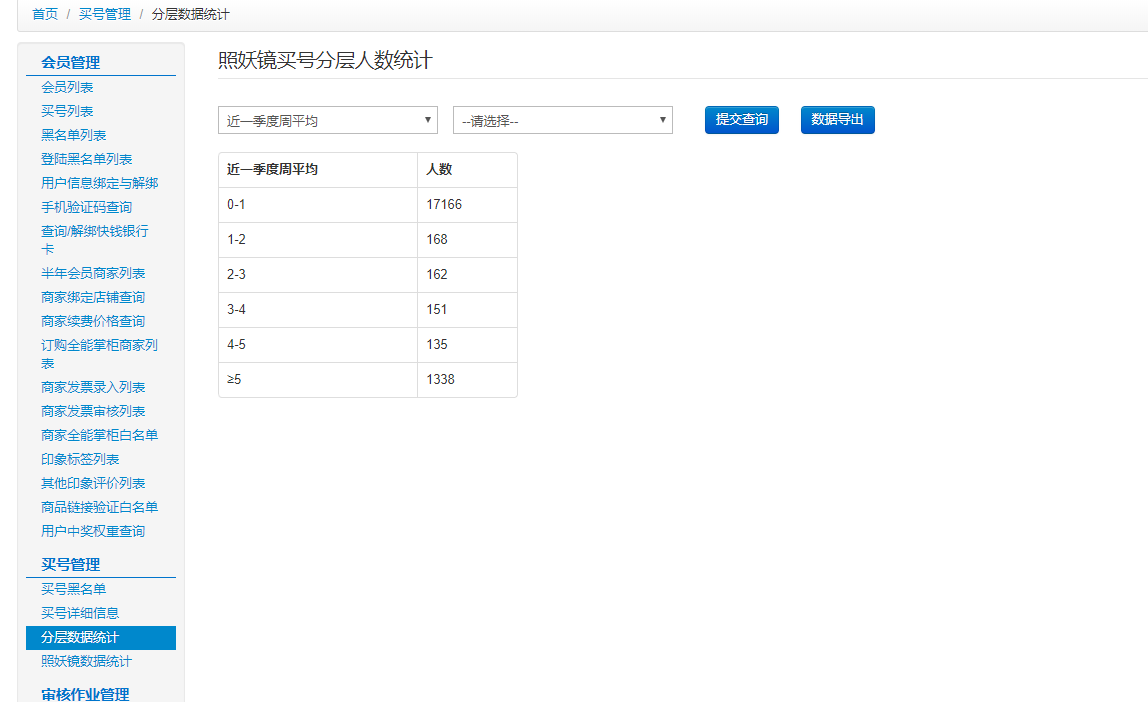 首页 / 买号管理 / 分层数据统计
会员管理
会员列表
买号列表
黑名单列表
登陆黑名单列表
用户信息绑定与解绑
手机验证码查询
查询/解绑快钱银行
卡
半年会员商家列表
商家绑定店铺查询
商家续费价格查询
订购全能掌柜商家列
表
商家发票录入列表
商家发票审核列表
商家全能掌柜白名单
印象标签列表
其他印象评价列表
商品链接验证白名单
用户中奖权重查询
买号管理
买号黑名单
买号详细信息
分层数据统计
照妖镜数据统计
审核作业管理
照妖镜买号分层人数统计
近一季度周平均 --请选择-- 提交查询 数据导出
近一季度周平均 人数
0-1 17166
1-2 168
2-3 162
3-4 151
4-5 135
≥5 1338